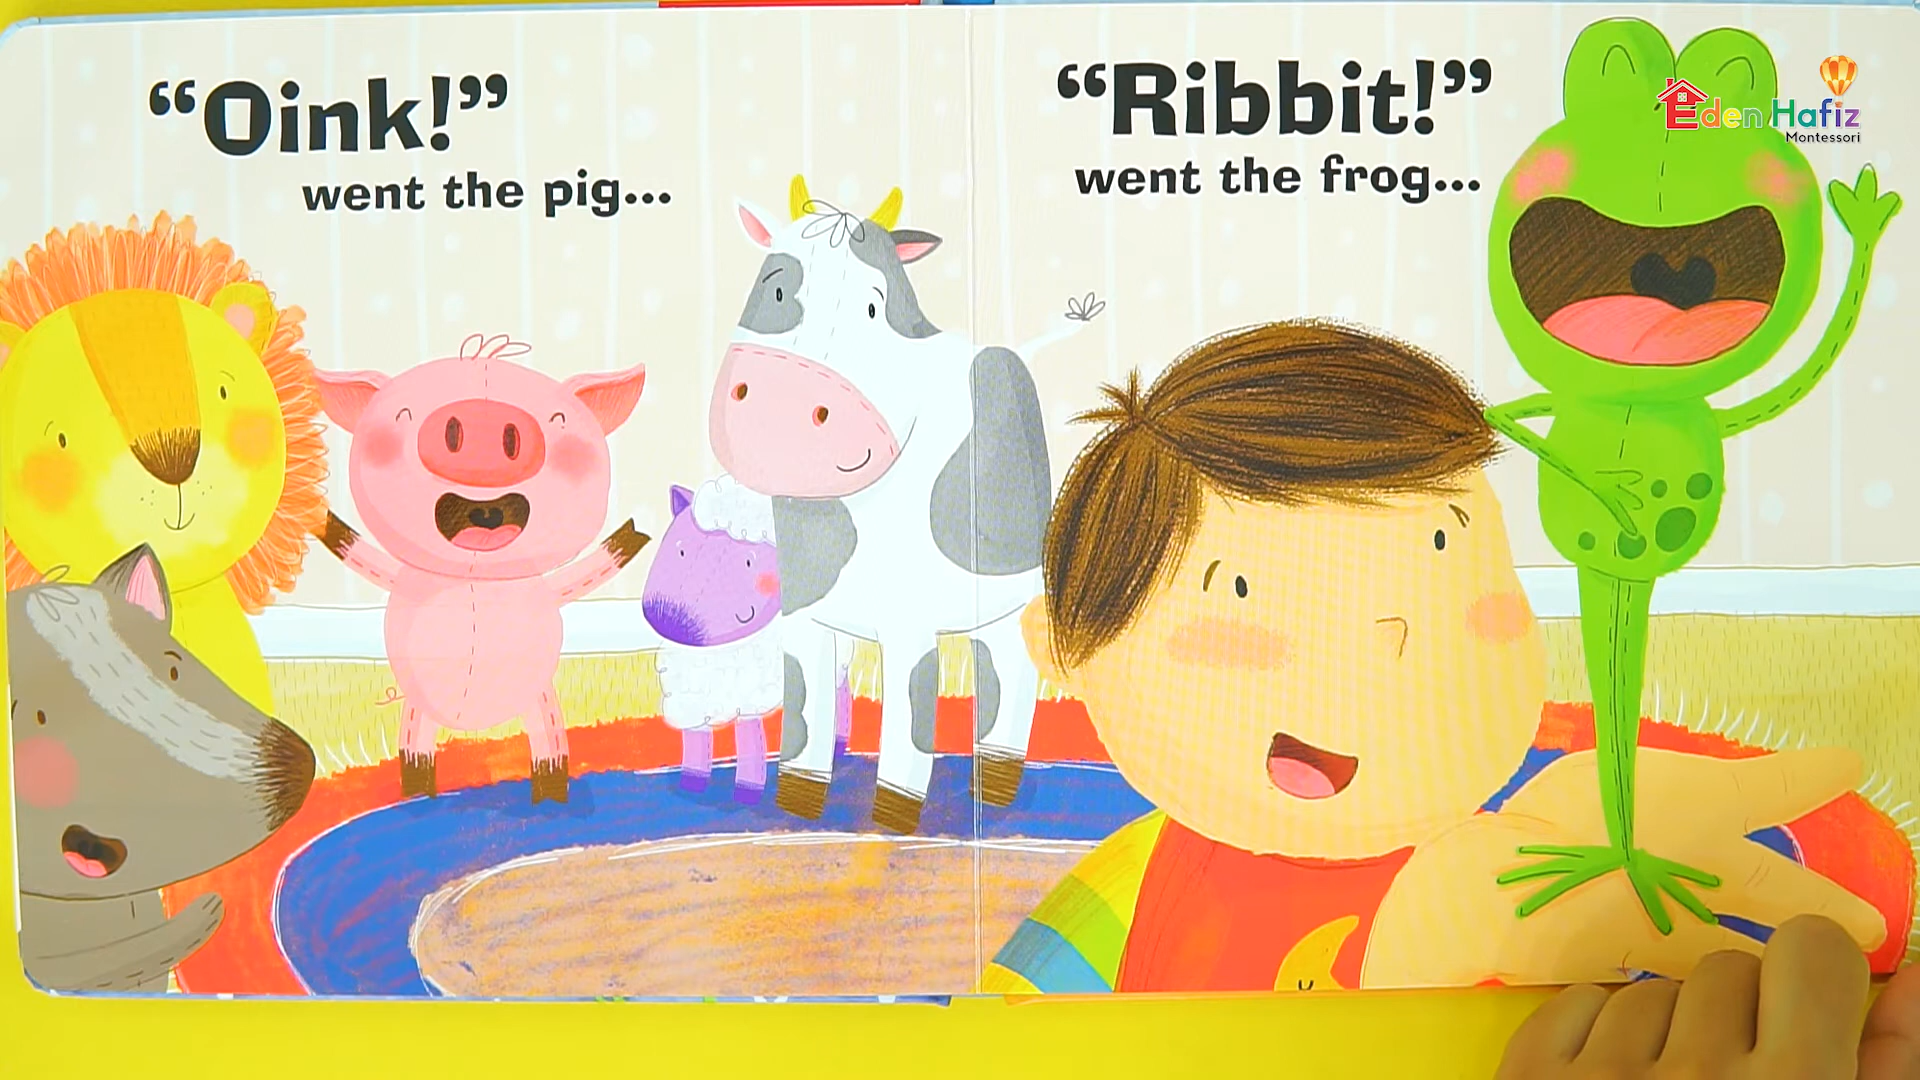 “Oink!”
went the pig...
“Ribbit!”
went the frog...
Eden Hafiz
Montessori